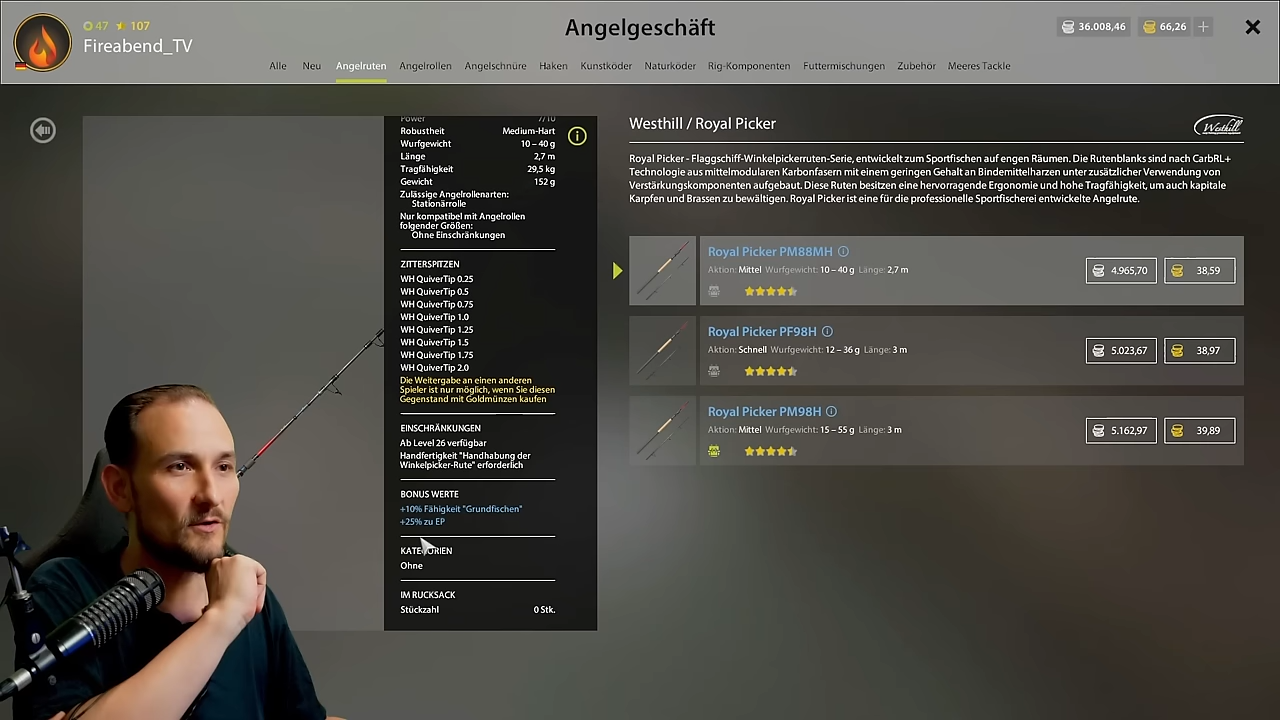 47 107
Fireabend_TV
Angelgeschäft
36.008,46
66,26
Alle Neu Angelruten Angelrollen Angelschnüre Haken Kunstköder Naturköder Rig-Komponenten Futtermischungen Zubehör Meeres Tackle
Power 7/10
Robustheit Medium-Hart
Wurfgewicht 10 – 40 g
Länge 2,7 m
Tragfähigkeit 29,5 kg
Gewicht 152 g
Zulässige Angelrollenarten:
Stationärrolle
Nur kompatibel mit Angelrollen
folgender Größen:
Ohne Einschränkungen
ZITTERSPITZEN
WH QuiverTip 0.25
WH QuiverTip 0.5
WH QuiverTip 0.75
WH QuiverTip 1.0
WH QuiverTip 1.25
WH QuiverTip 1.5
WH QuiverTip 1.75
WH QuiverTip 2.0
Die Weitergabe an einen anderen
Spieler ist nur möglich, wenn Sie diesen
Gegenstand mit Goldmünzen kaufen
EINSCHRÄNKUNGEN
Ab Level 26 verfügbar
Handfertigkeit "Handhabung der
Winkelpicker-Rute" erforderlich
BONUS WERTE
+10% Fähigkeit "Grundfischen"
+25% zu EP
KATEGORIEN
Ohne
IM RUCKSACK
Stückzahl 0 Stk.
Westhill / Royal Picker
Westhill
Royal Picker - Flaggschiff-Winkelpickerruten-Serie, entwickelt zum Sportfischen auf engen Räumen. Die Rutenblanks sind nach CarbRL+
Technologie aus mittelmodularen Karbonfasern mit einem geringen Gehalt an Bindemittelharzen unter zusätzlicher Verwendung von
Verstärkungskomponenten aufgebaut. Diese Ruten besitzen eine hervorragende Ergonomie und hohe Tragfähigkeit, um auch kapitale
Karpfen und Brassen zu bewältigen. Royal Picker ist eine für die professionelle Sportfischerei entwickelte Angelrute.
Royal Picker PM88MH
Aktion: Mittel Wurfgewicht: 10 – 40 g Länge: 2,7 m
4.965,70 38,59
Royal Picker PF98H
Aktion: Schnell Wurfgewicht: 12 – 36 g Länge: 3 m
5.023,67 38,97
Royal Picker PM98H
Aktion: Mittel Wurfgewicht: 15 – 55 g Länge: 3 m
5.162,97 39,89